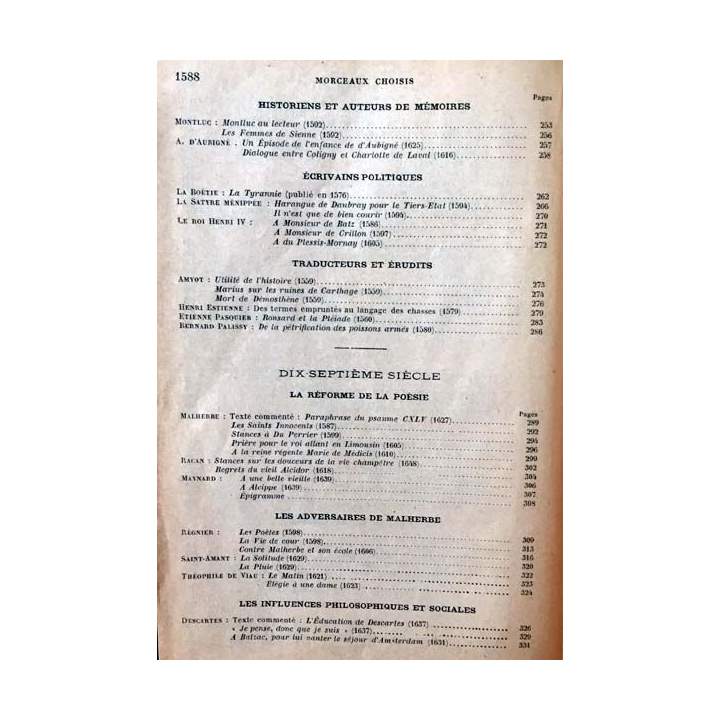 1588 MORCEAUX CHOISIS
Pages
HISTORIENS ET AUTEURS DE MÉMOIRES
MONTLUC : Montluc au lecteur (1592) 253
Les Femmes de Sienne (1592) 256
A. D'AUBIGNÉ . Un Épisode de l'enfance de d'Aubigné (1625) 257
Dialogue entre Coligny et Charlotte de Laval (1616) 258
ÉCRIVAINS POLITIQUES
LA BOÉTIE : La Tyrannie (publié en 1576) 262
LA SATYRE MÉNIPPÉE : Harangue de Daubray pour le Tiers-Etat (1594) 266
Il n'est que de bien courir (1594) 270
LE ROI HENRI IV : A Monsieur de Batz (1586) 271
A Monsieur de Crillon (1597) 272
A du Plessis-Mornay (1605) 272
TRADUCTEURS ET ÉRUDITS
AMYOT : Utilité de l'histoire (1559) 273
Marius sur les ruines de Carthage (1559) 274
Mort de Démosthène (1559) 276
HENRI ESTIENNE : Des termes empruntés au langage des chasses (1579) 279
ETIENNE PASQUIER : Ronsard et la Pléiade (1560) 283
BERNARD PALISSY : De la pétrification des poissons armés (1580) 286
DIX-SEPTIÈME SIÈCLE
LA RÉFORME DE LA POÉSIE
Pages
MALHERBE : Texte commenté : Paraphrase du psaume CXLV (1627) 289
Les Saints Innocents (1587) 292
Stances à Du Perrier (1599) 294
Prière pour le roi allant en Limousin (1605) 296
A la reine régente Marie de Médicis (1610) 299
RACAN : Stances sur les douceurs de la vie champêtre (1648) 302
Regrets du vieil Alcidor (1618) 304
MAYNARD : A une belle vieille (1639) 306
A Alcippe (1639) 307
Épigramme 308
LES ADVERSAIRES DE MALHERBE
RÉGNIER : Les Poètes (1598) 309
La Vie de cour (1598) 313
Contre Malherbe et son école (1606) 316
SAINT-AMANT : La Solitude (1629) 320
La Pluie (1629) 322
THÉOPHILE DE VIAU : Le Matin (1621) 323
Elégie à une dame (1623) 324
LES INFLUENCES PHILOSOPHIQUES ET SOCIALES
DESCARTES : Texte commenté : L'Éducation de Descartes (1637) 326
« Je pense, donc que je suis » (1637) 329
A Balzac, pour lui vanter le séjour d'Amsterdam (1631) 331